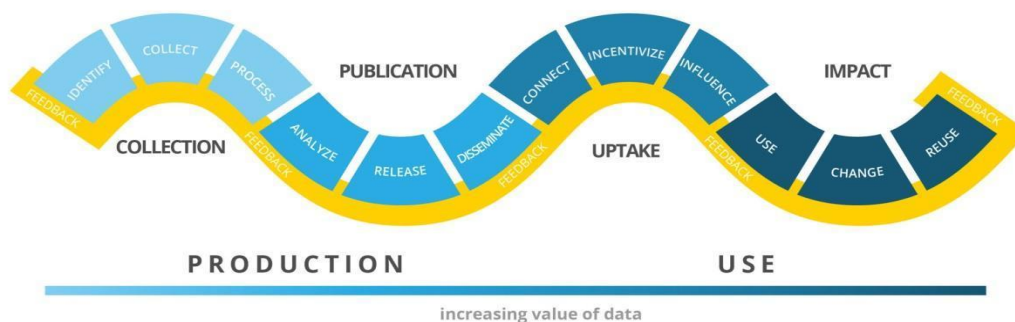 IDENTIFY
COLLECT
PROCESS
COLLECTION
FEEDBACK
FEEDBACK
ANALYZE
RELEASE
DISSEMINATE
PUBLICATION
FEEDBACK
CONNECT
INCENTIVIZE
INFLUENCE
UPTAKE
FEEDBACK
USE
CHANGE
REUSE
IMPACT
FEEDBACK
PRODUCTION
USE
increasing value of data